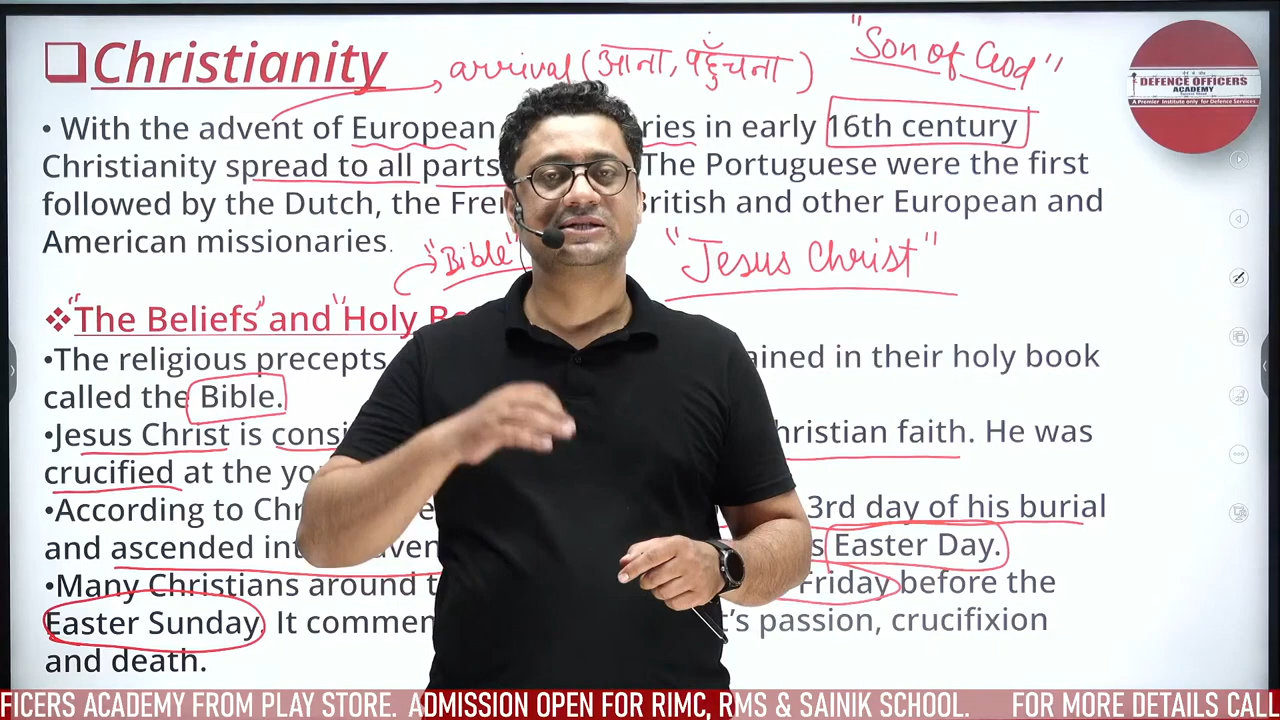 Christianity
arrival (आना, पहुँचना)
"Son of God"
DEFENCE OFFICERS
ACADEMY
A Premier Institute only for Defence Services
• With the advent of European ries in early 16th century
Christianity spread to all parts The Portuguese were the first
followed by the Dutch, the Fren British and other European and
American missionaries.
"Bible"
"Jesus Christ"
"The Beliefs" and "Holy B
•The religious precepts ained in their holy book
called the Bible.
•Jesus Christ is consi hristian faith. He was
crucified at the yo
•According to Chr e 3rd day of his burial
and ascended int aven s Easter Day.
•Many Christians around t Friday before the
Easter Sunday. It commen t's passion, crucifixion
and death.
FICERS ACADEMY FROM PLAY STORE. ADMISSION OPEN FOR RIMC, RMS & SAINIK SCHOOL. FOR MORE DETAILS CALL